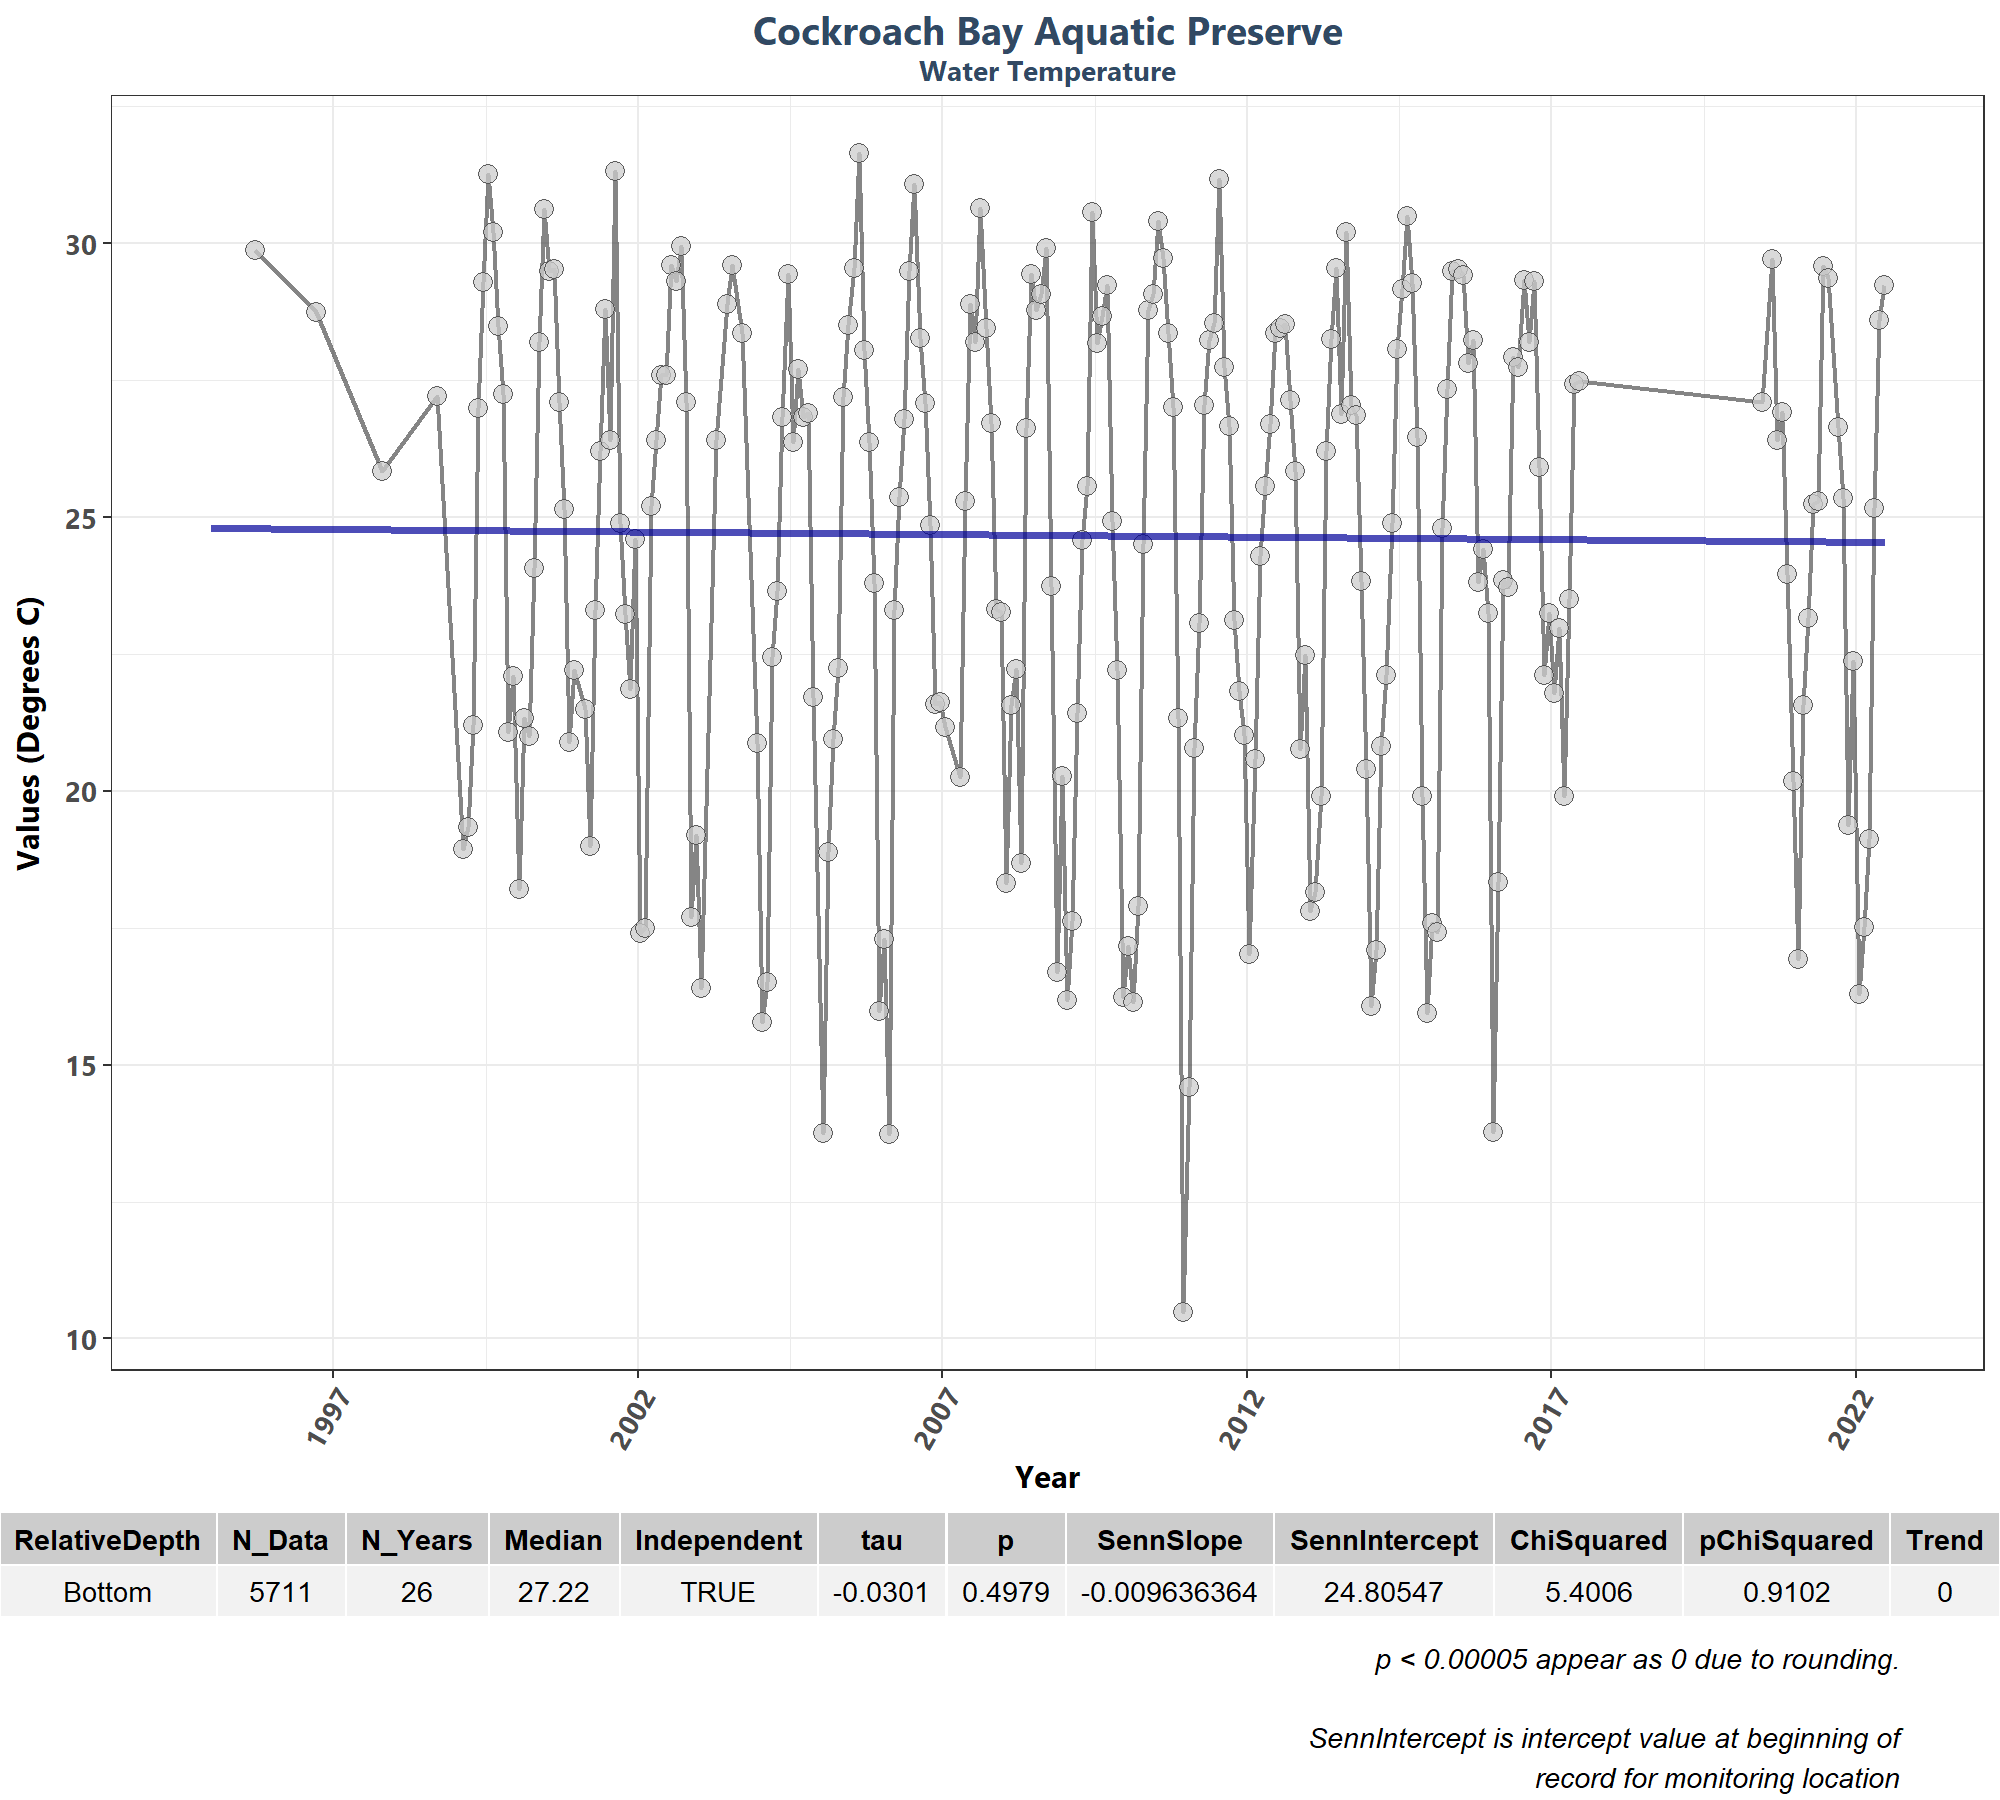 Cockroach Bay Aquatic Preserve
Water Temperature
Values (Degrees C)
30
25
20
15
10
1997 2002 2007 2012 2017 2022
Year
RelativeDepth N_Data N_Years Median Independent tau p SennSlope SennIntercept ChiSquared pChiSquared Trend
Bottom 5711 26 27.22 TRUE -0.0301 0.4979 -0.009636364 24.80547 5.4006 0.9102 0
p < 0.00005 appear as 0 due to rounding.
SennIntercept is intercept value at beginning of
record for monitoring location